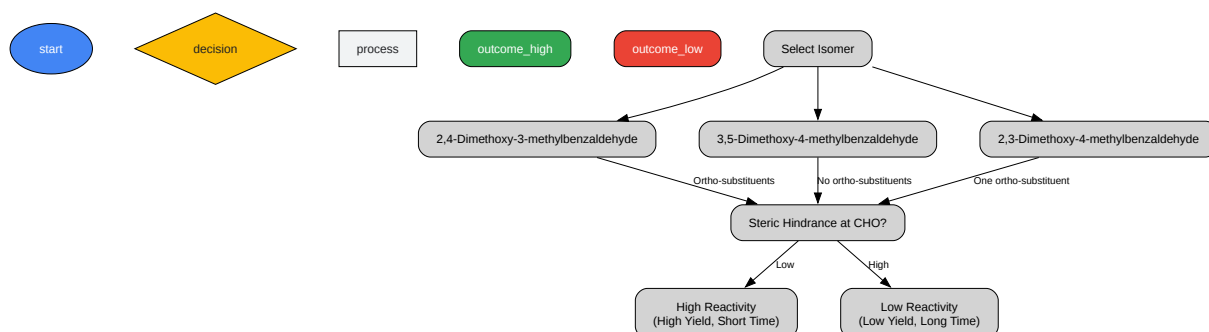 start
decision
process
outcome_high
outcome_low
Select Isomer
2,4-Dimethoxy-3-methylbenzaldehyde
3,5-Dimethoxy-4-methylbenzaldehyde
2,3-Dimethoxy-4-methylbenzaldehyde
Ortho-substituents
No ortho-substituents
One ortho-substituent
Steric Hindrance at CHO?
Low
High
High Reactivity
(High Yield, Short Time)
Low Reactivity
(Low Yield, Long Time)